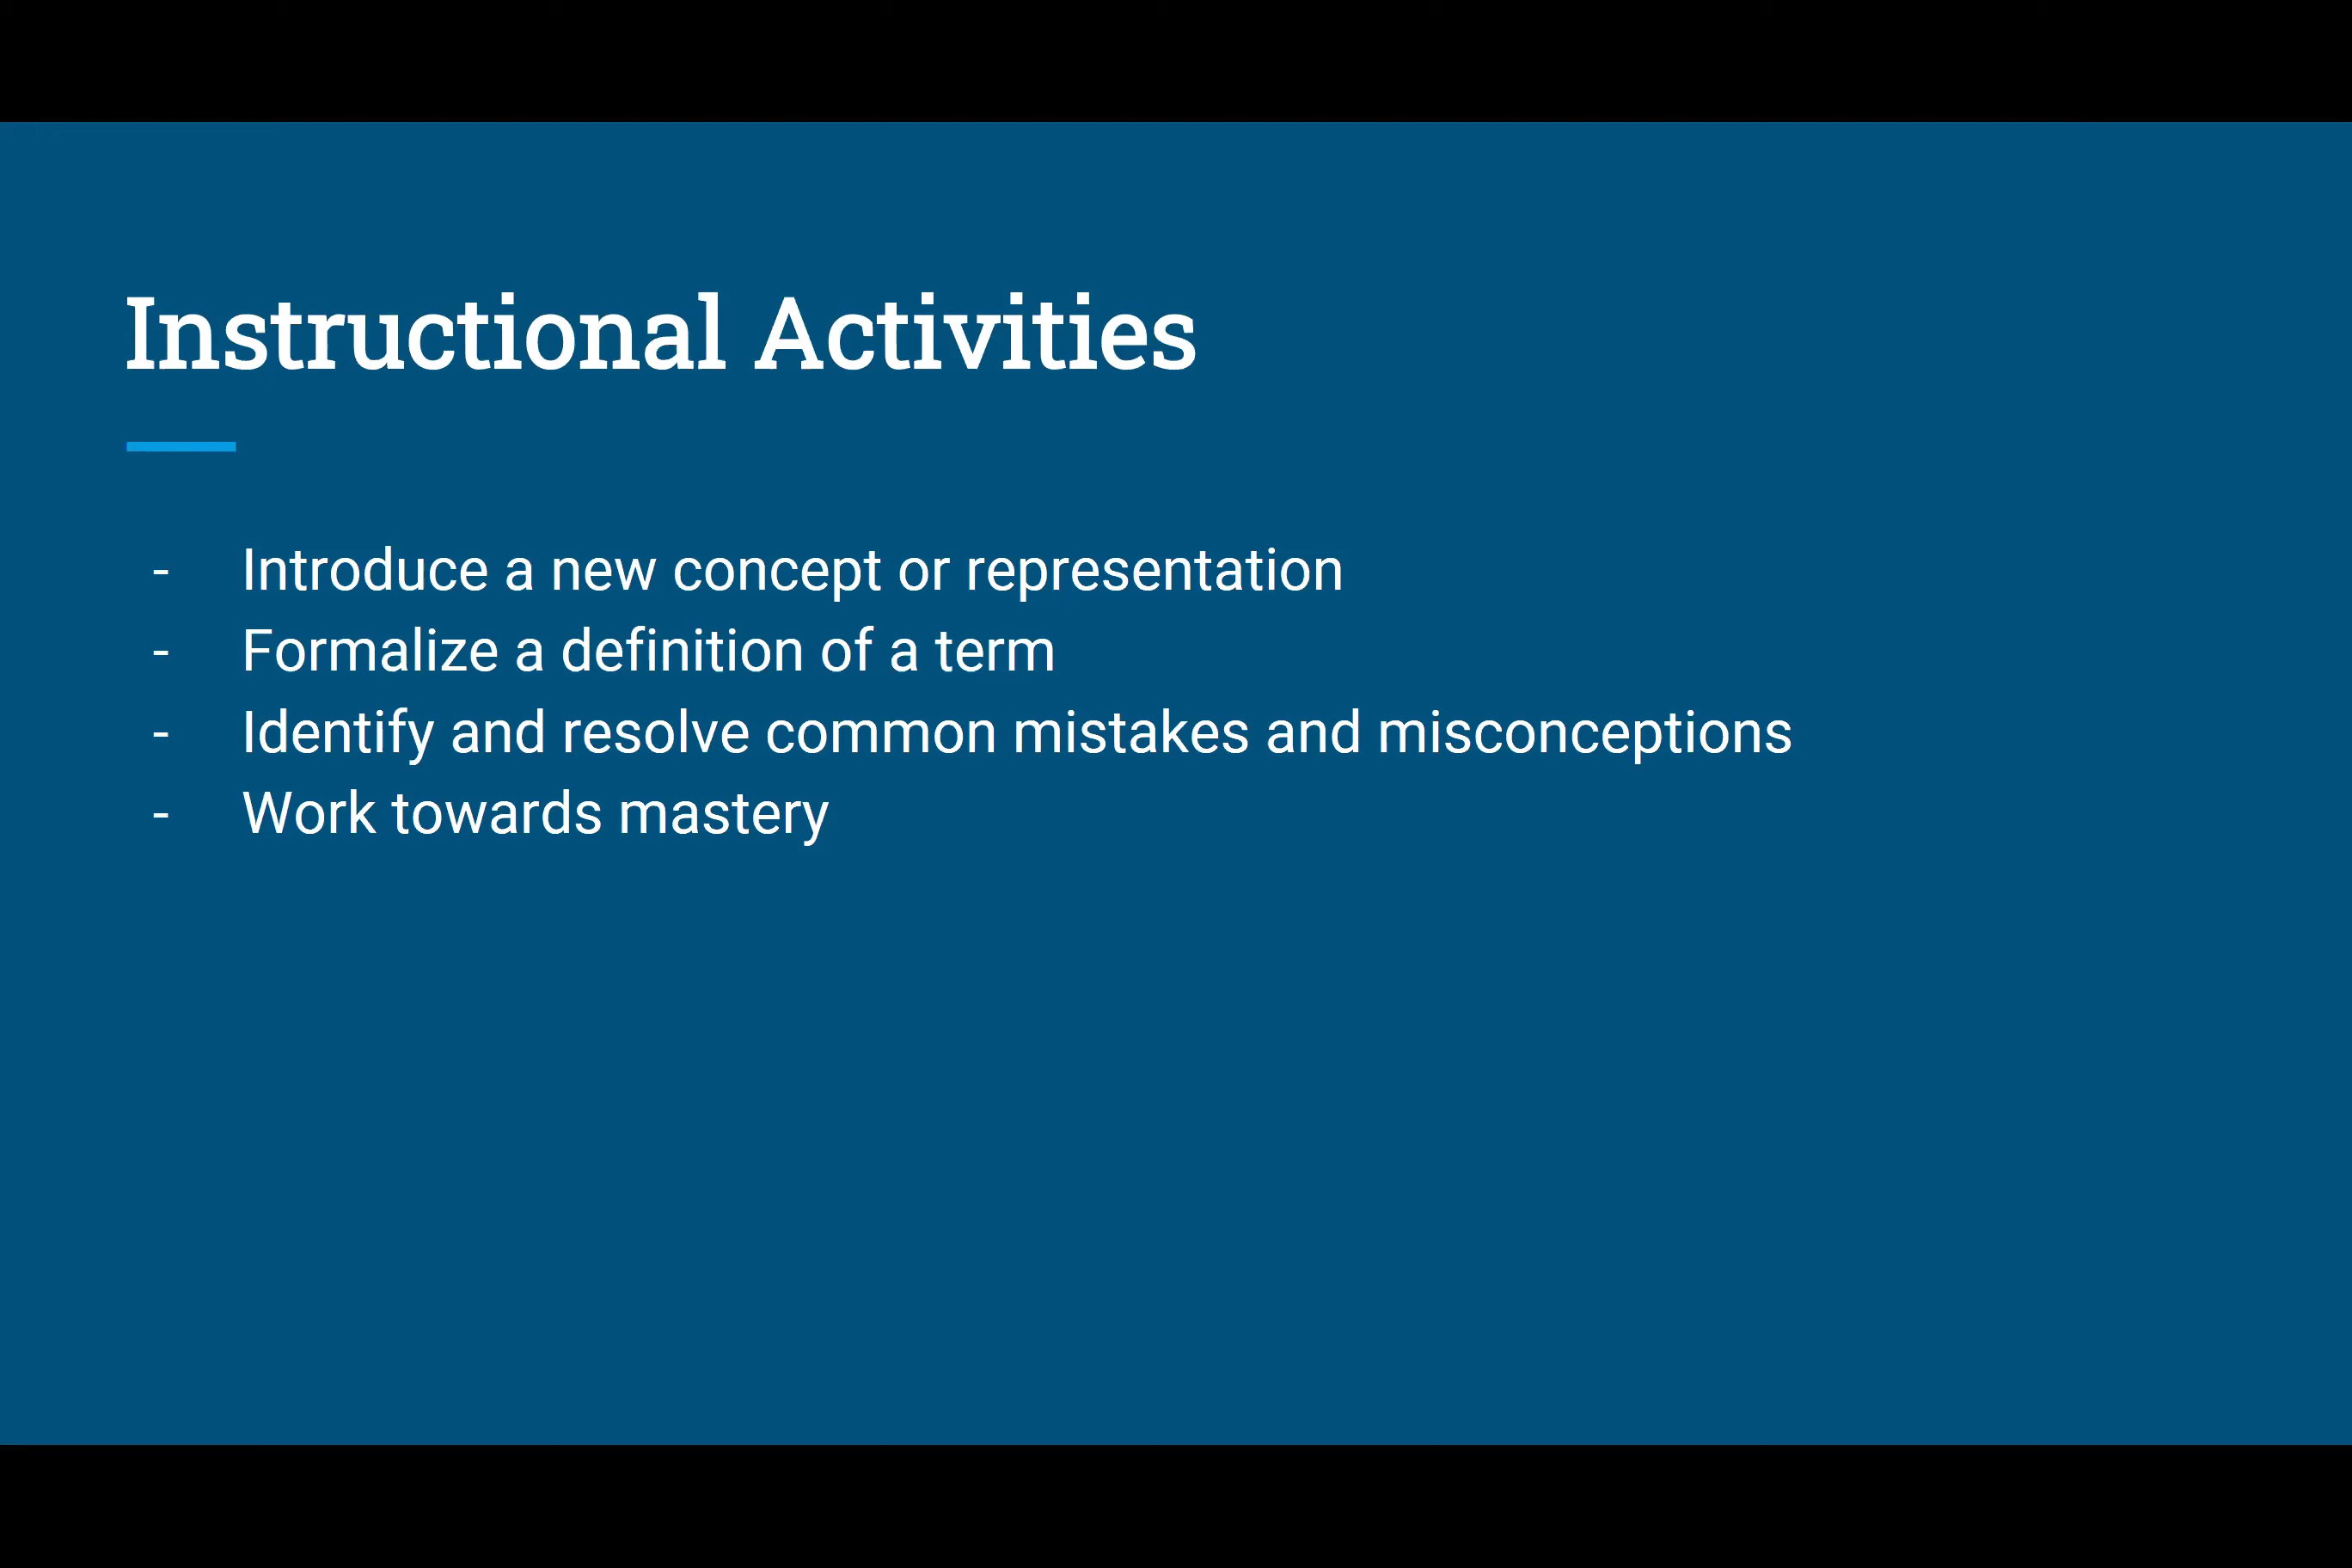 Instructional Activities
- Introduce a new concept or representation
- Formalize a definition of a term
- Identify and resolve common mistakes and misconceptions
- Work towards mastery